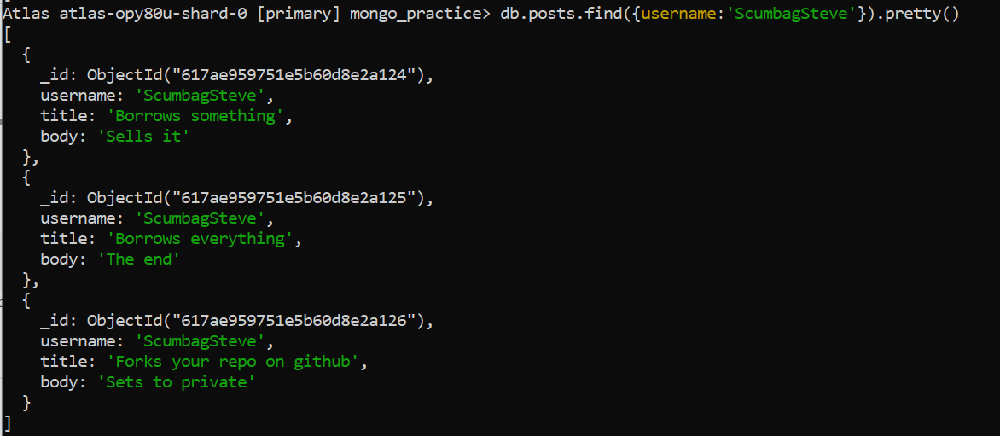 Atlas atlas-opy80u-shard-0 [primary] mongo_practice> db.posts.find({username:'ScumbagSteve'}).pretty()
[
  {
    _id: ObjectId("617ae959751e5b60d8e2a124"),
    username: 'ScumbagSteve',
    title: 'Borrows something',
    body: 'Sells it'
  },
  {
    _id: ObjectId("617ae959751e5b60d8e2a125"),
    username: 'ScumbagSteve',
    title: 'Borrows everything',
    body: 'The end'
  },
  {
    _id: ObjectId("617ae959751e5b60d8e2a126"),
    username: 'ScumbagSteve',
    title: 'Forks your repo on github',
    body: 'Sets to private'
  }
]